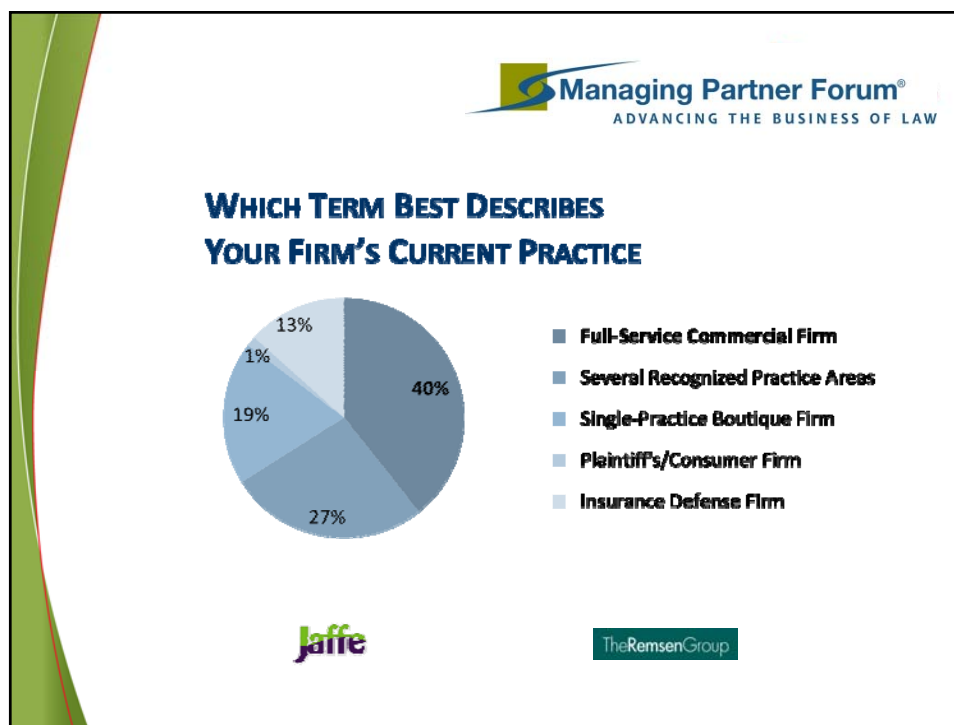 Managing Partner Forum®
ADVANCING THE BUSINESS OF LAW
WHICH TERM BEST DESCRIBES
YOUR FIRM'S CURRENT PRACTICE
13%
1%
40%
19%
27%
Full-Service Commercial Firm
Several Recognized Practice Areas
Single-Practice Boutique Firm
Plaintiff's/Consumer Firm
Insurance Defense Firm
Jaffe
TheRemsenGroup